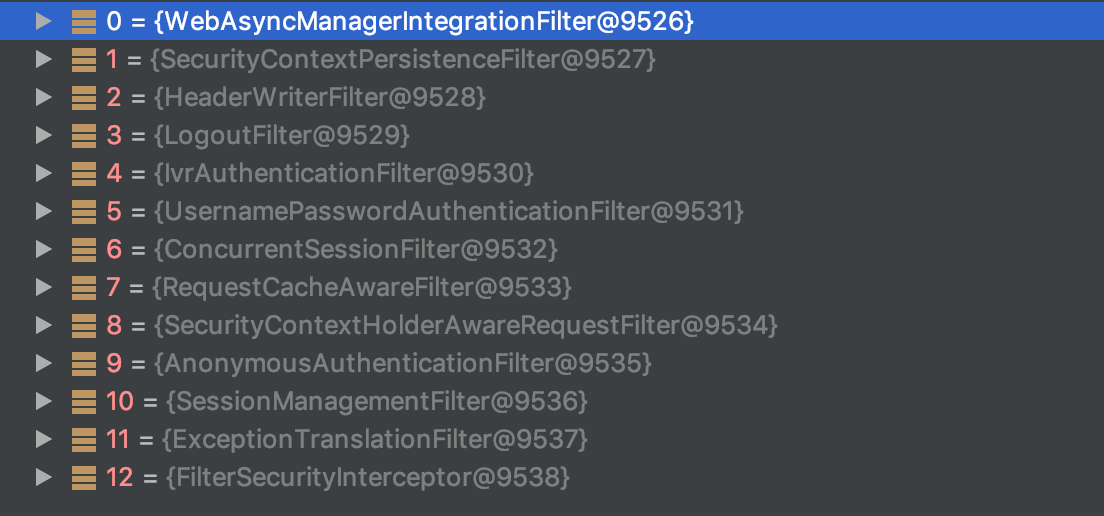 0 = {WebAsyncManagerIntegrationFilter@9526}
1 = {SecurityContextPersistenceFilter@9527}
2 = {HeaderWriterFilter@9528}
3 = {LogoutFilter@9529}
4 = {IvrAuthenticationFilter@9530}
5 = {UsernamePasswordAuthenticationFilter@9531}
6 = {ConcurrentSessionFilter@9532}
7 = {RequestCacheAwareFilter@9533}
8 = {SecurityContextHolderAwareRequestFilter@9534}
9 = {AnonymousAuthenticationFilter@9535}
10 = {SessionManagementFilter@9536}
11 = {ExceptionTranslationFilter@9537}
12 = {FilterSecurityInterceptor@9538}